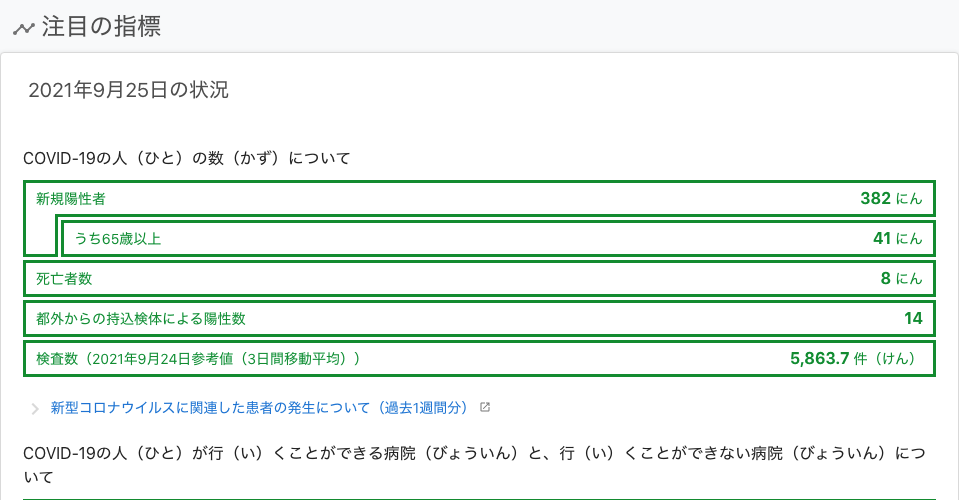 注目の指標
2021年9月25日の状況
COVID-19の人（ひと）の数（かず）について
新規陽性者 382 にん
うち65歳以上 41 にん
死亡者数 8 にん
都外からの持込検体による陽性数 14
検査数（2021年9月24日参考値（3日間移動平均）） 5,863.7 件（けん）
新型コロナウイルスに関連した患者の発生について（過去1週間分）
COVID-19の人（ひと）が行（い）くことができる病院（びょういん）と、行（い）くことができない病院（びょういん）につ
いて